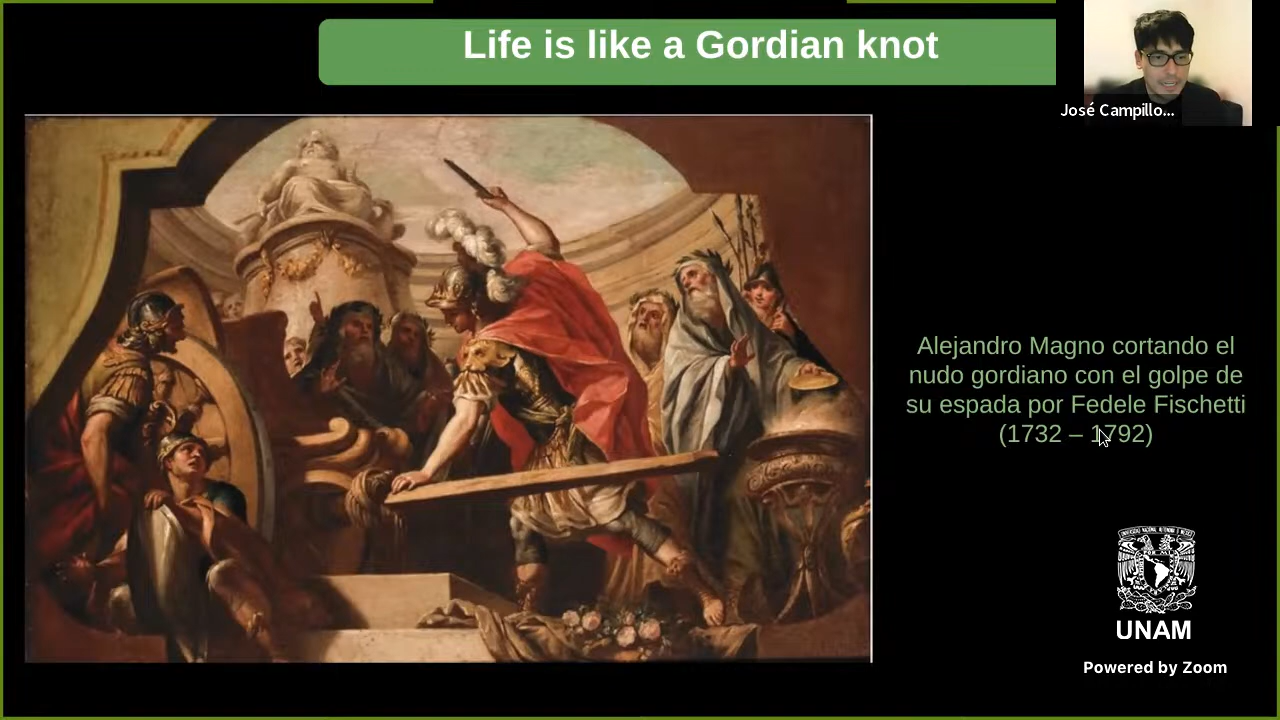 Life is like a Gordian knot
José Campillo...
Alejandro Magno cortando el
nudo gordiano con el golpe de
su espada por Fedele Fischetti
(1732 – 1792)
UNAM
Powered by Zoom